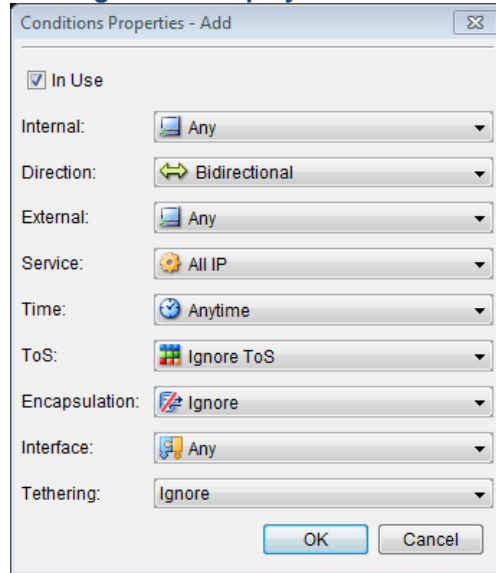 Conditions Properties - Add
In Use
Internal: Any
Direction: Bidirectional
External: Any
Service: All IP
Time: Anytime
ToS: Ignore ToS
Encapsulation: Ignore
Interface: Any
Tethering: Ignore
OK Cancel